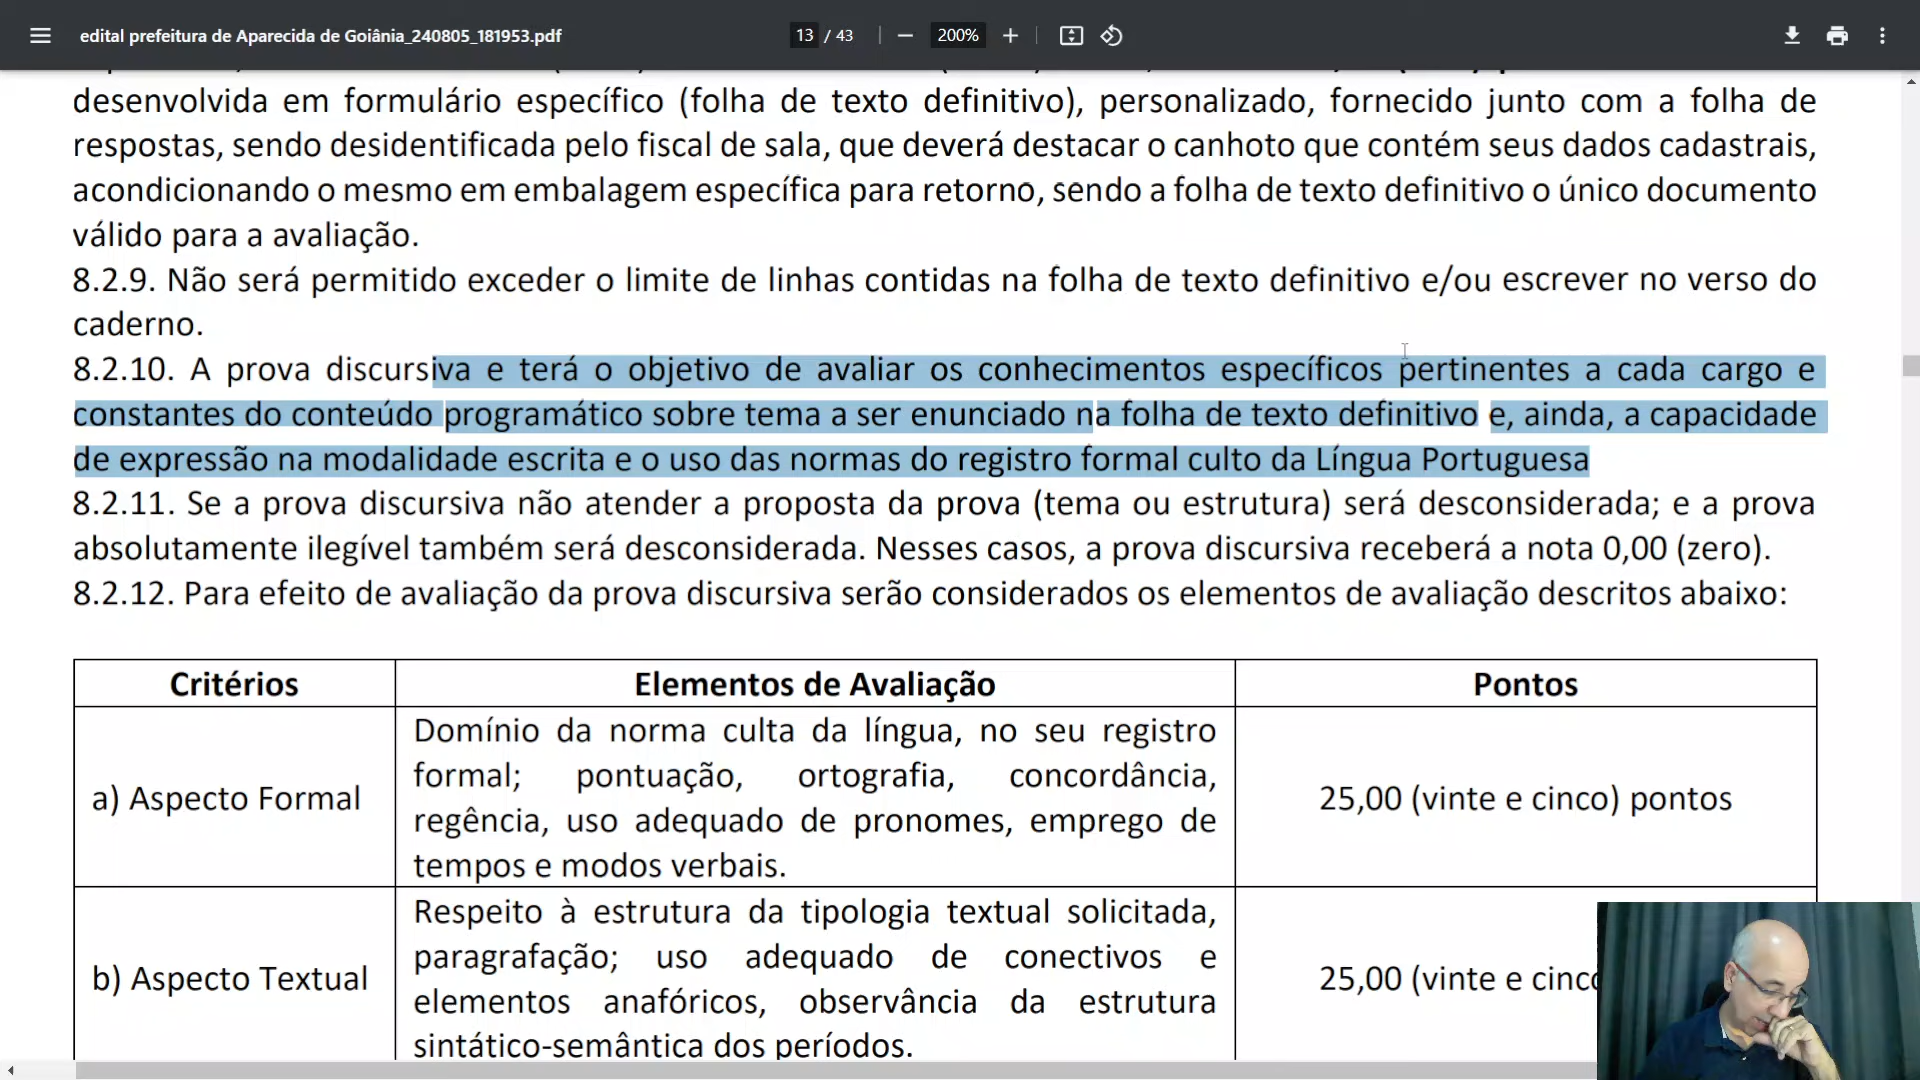 edital prefeitura de Aparecida de Goiânia_240805_181953.pdf
13 / 43
200%
desenvolvida em formulário específico (folha de texto definitivo), personalizado, fornecido junto com a folha de
respostas, sendo desidentificada pelo fiscal de sala, que deverá destacar o canhoto que contém seus dados cadastrais,
acondicionando o mesmo em embalagem específica para retorno, sendo a folha de texto definitivo o único documento
válido para a avaliação.
8.2.9. Não será permitido exceder o limite de linhas contidas na folha de texto definitivo e/ou escrever no verso do
caderno.
8.2.10. A prova discursiva e terá o objetivo de avaliar os conhecimentos específicos pertinentes a cada cargo e
constantes do conteúdo programático sobre tema a ser enunciado na folha de texto definitivo e, ainda, a capacidade
de expressão na modalidade escrita e o uso das normas do registro formal culto da Língua Portuguesa
8.2.11. Se a prova discursiva não atender a proposta da prova (tema ou estrutura) será desconsiderada; e a prova
absolutamente ilegível também será desconsiderada. Nesses casos, a prova discursiva receberá a nota 0,00 (zero).
8.2.12. Para efeito de avaliação da prova discursiva serão considerados os elementos de avaliação descritos abaixo:
Critérios
Elementos de Avaliação
Pontos
a) Aspecto Formal
Domínio da norma culta da língua, no seu registro
formal; pontuação, ortografia, concordância,
regência, uso adequado de pronomes, emprego de
tempos e modos verbais.
25,00 (vinte e cinco) pontos
b) Aspecto Textual
Respeito à estrutura da tipologia textual solicitada,
paragrafação; uso adequado de conectivos e
elementos anafóricos, observância da estrutura
sintático-semântica dos períodos.
25,00 (vinte e